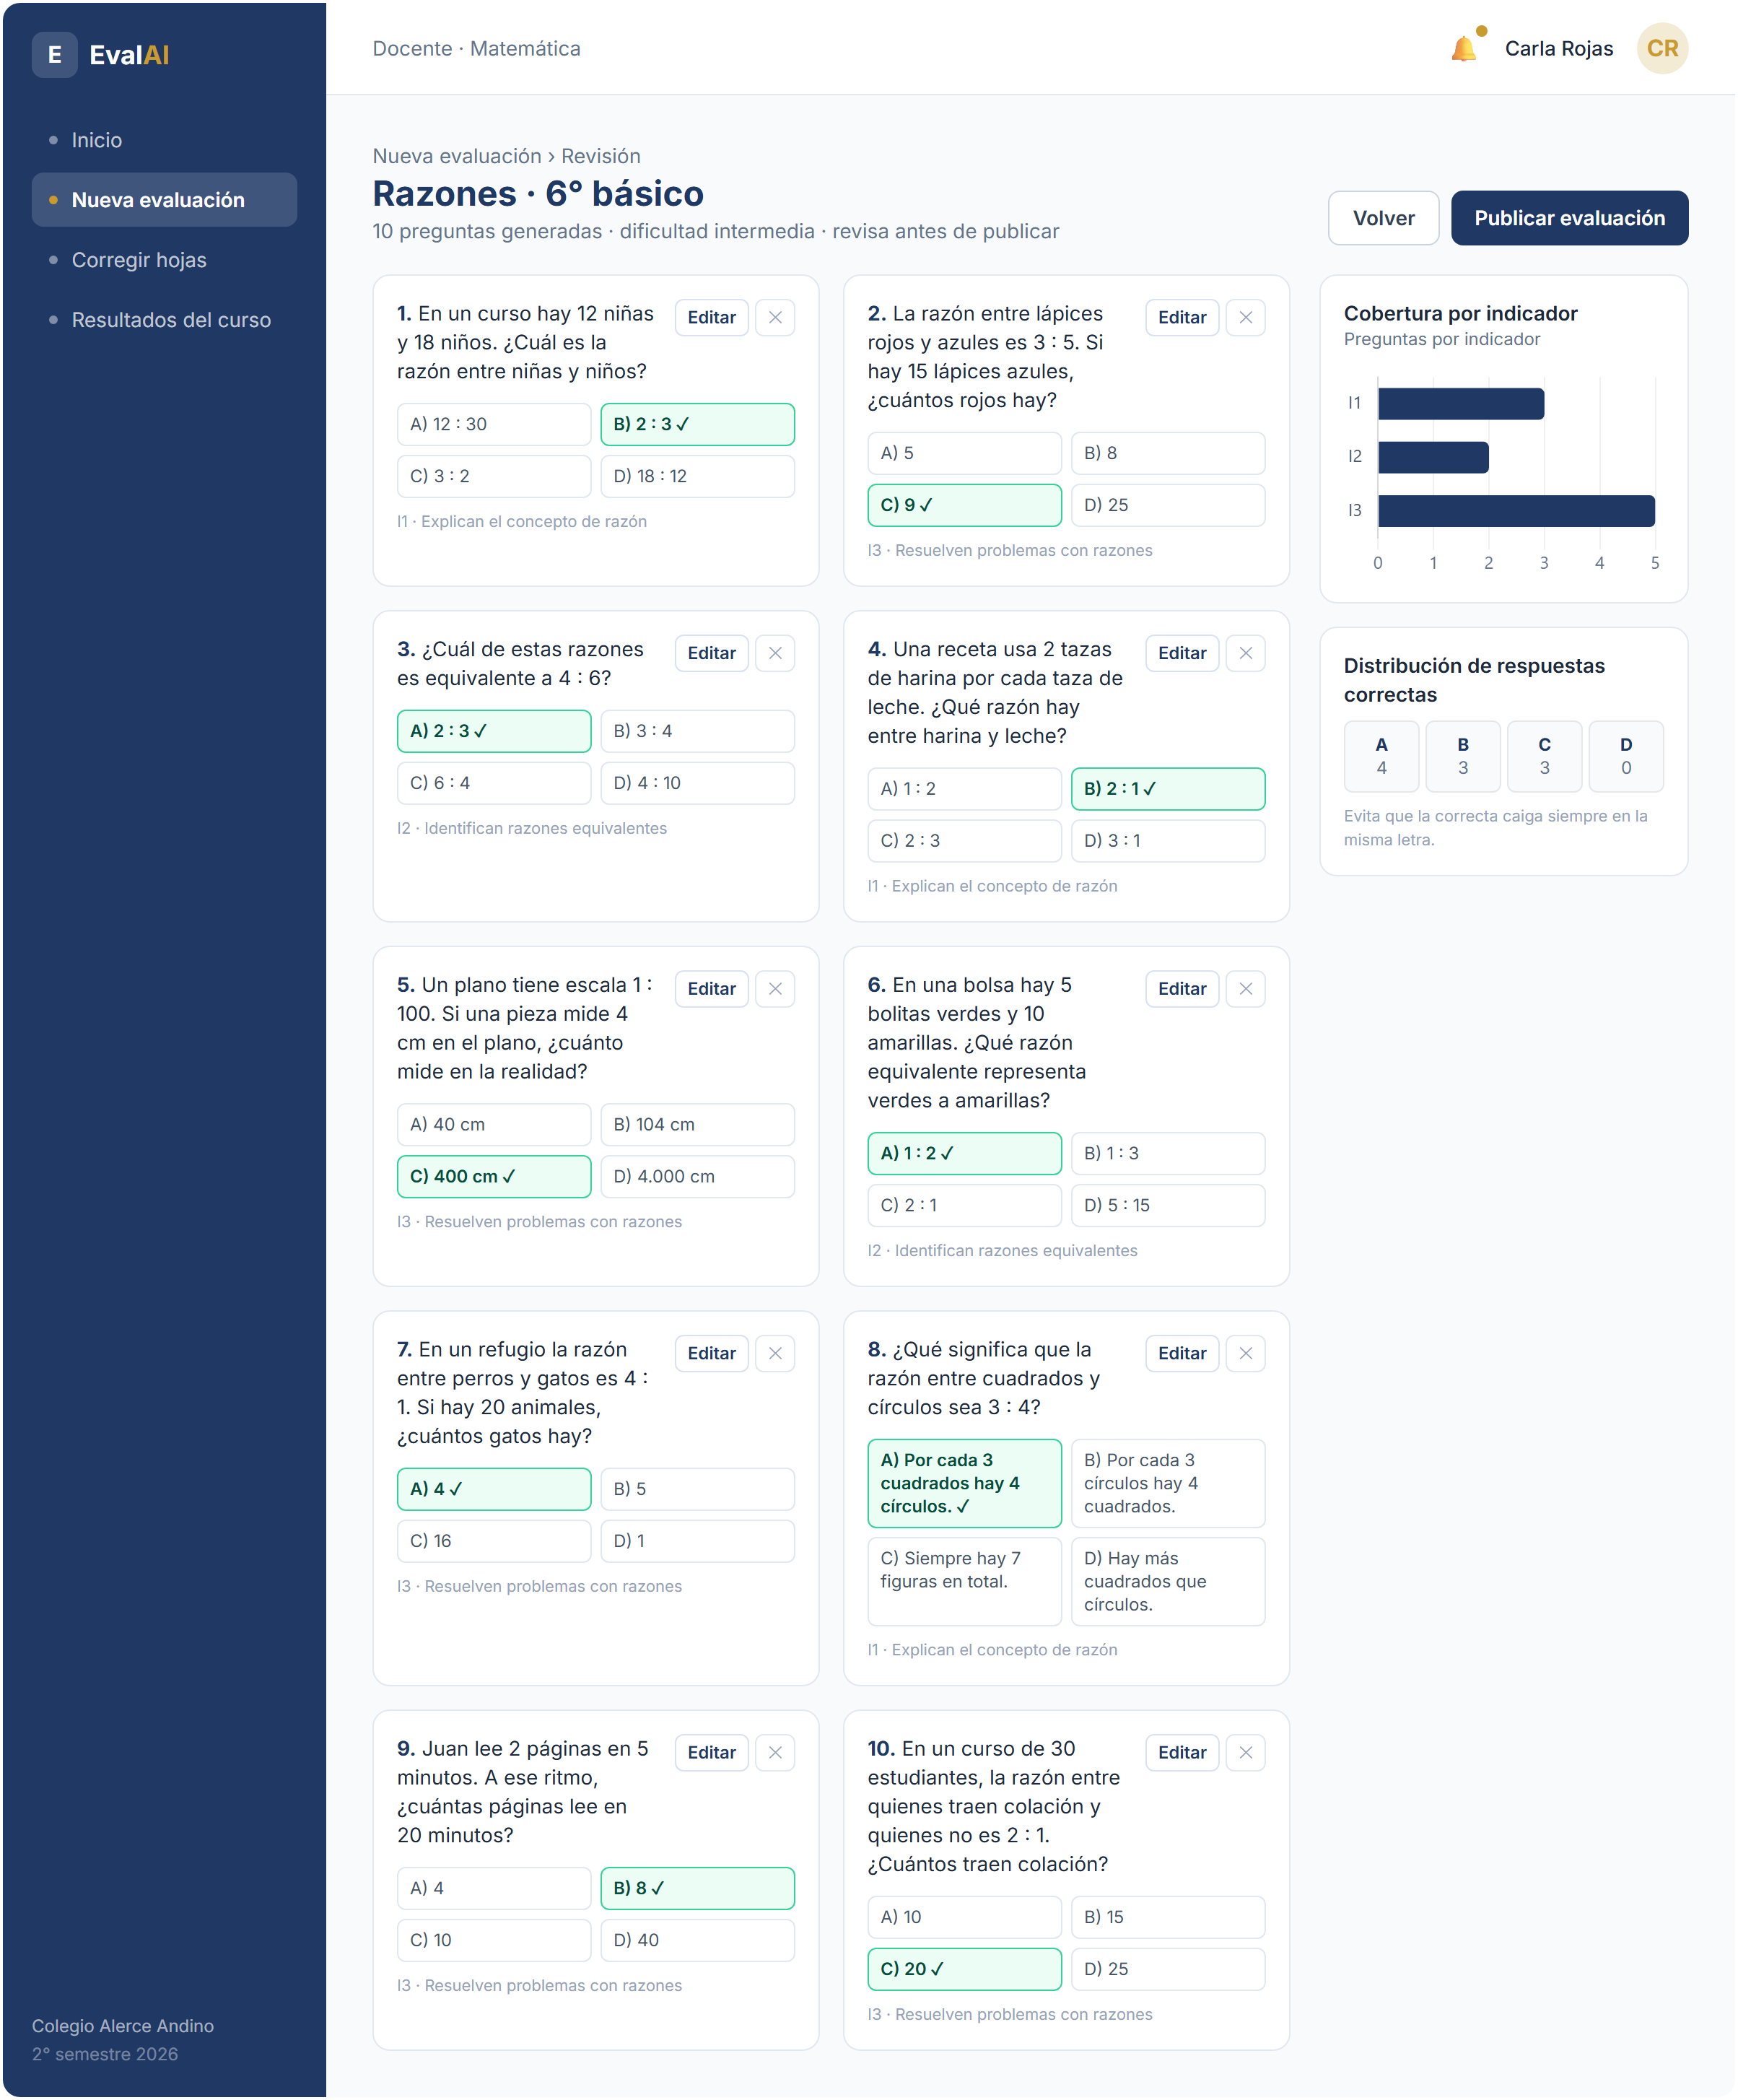 E EvalAI
Inicio
Nueva evaluación
Corregir hojas
Resultados del curso
Colegio Alerce Andino
2° semestre 2026
Docente · Matemática
Carla Rojas
CR
Nueva evaluación › Revisión
Razones · 6° básico
10 preguntas generadas · dificultad intermedia · revisa antes de publicar
Volver
Publicar evaluación
1. En un curso hay 12 niñas
y 18 niños. ¿Cuál es la
razón entre niñas y niños?
Editar ×
A) 12 : 30
B) 2 : 3 ✓
C) 3 : 2
D) 18 : 12
I1 · Explican el concepto de razón
2. La razón entre lápices
rojos y azules es 3 : 5. Si
hay 15 lápices azules,
¿cuántos rojos hay?
Editar ×
A) 5
B) 8
C) 9 ✓
D) 25
I3 · Resuelven problemas con razones
3. ¿Cuál de estas razones
es equivalente a 4 : 6?
Editar ×
A) 2 : 3 ✓
B) 3 : 4
C) 6 : 4
D) 4 : 10
I2 · Identifican razones equivalentes
4. Una receta usa 2 tazas
de harina por cada taza de
leche. ¿Qué razón hay
entre harina y leche?
Editar ×
A) 1 : 2
B) 2 : 1 ✓
C) 2 : 3
D) 3 : 1
I1 · Explican el concepto de razón
5. Un plano tiene escala 1 :
100. Si una pieza mide 4
cm en el plano, ¿cuánto
mide en la realidad?
Editar ×
A) 40 cm
B) 104 cm
C) 400 cm ✓
D) 4.000 cm
I3 · Resuelven problemas con razones
6. En una bolsa hay 5
bolitas verdes y 10
amarillas. ¿Qué razón
equivalente representa
verdes a amarillas?
Editar ×
A) 1 : 2 ✓
B) 1 : 3
C) 2 : 1
D) 5 : 15
I2 · Identifican razones equivalentes
7. En un refugio la razón
entre perros y gatos es 4 :
1. Si hay 20 animales,
¿cuántos gatos hay?
Editar ×
A) 4 ✓
B) 5
C) 16
D) 1
I3 · Resuelven problemas con razones
8. ¿Qué significa que la
razón entre cuadrados y
círculos sea 3 : 4?
Editar ×
A) Por cada 3
cuadrados hay 4
círculos. ✓
B) Por cada 3
círculos hay 4
cuadrados.
C) Siempre hay 7
figuras en total.
D) Hay más
cuadrados que
círculos.
I1 · Explican el concepto de razón
9. Juan lee 2 páginas en 5
minutos. A ese ritmo,
¿cuántas páginas lee en
20 minutos?
Editar ×
A) 4
B) 8 ✓
C) 10
D) 40
I3 · Resuelven problemas con razones
10. En un curso de 30
estudiantes, la razón entre
quienes traen colación y
quienes no es 2 : 1.
¿Cuántos traen colación?
Editar ×
A) 10
B) 15
C) 20 ✓
D) 25
I3 · Resuelven problemas con razones
Cobertura por indicador
Preguntas por indicador
I1
I2
I3
0 1 2 3 4 5
Distribución de respuestas
correctas
A B C D
4 3 3 0
Evita que la correcta caiga siempre en la
misma letra.